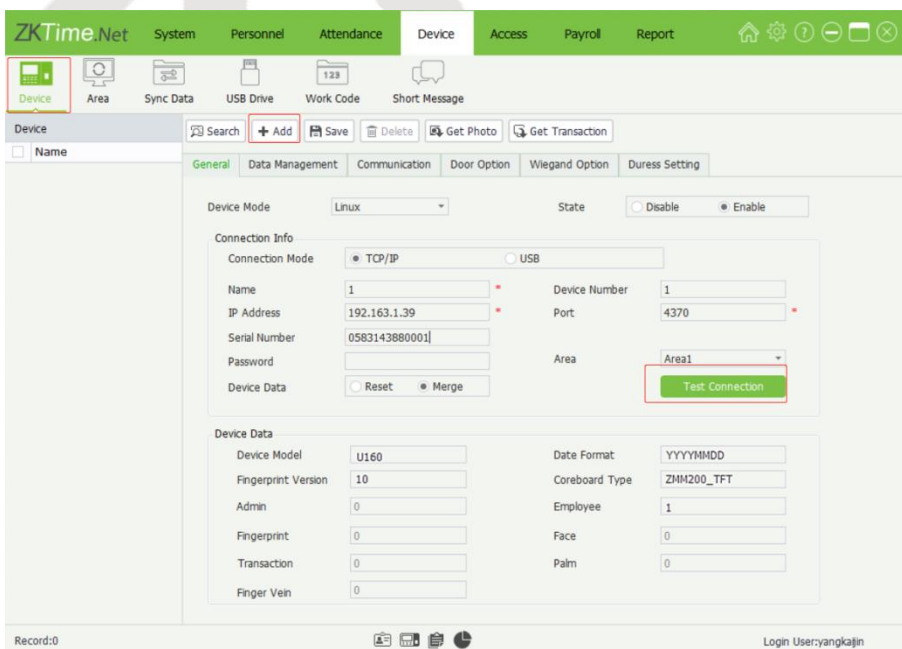 ZKTime.Net System Personnel Attendance Device Access Payroll Report
123
Device Area Sync Data USB Drive Work Code Short Message
Device Search + Add Save Delete Get Photo Get Transaction
Name
General Data Management Communication Door Option Wiegand Option Duress Setting
Device Mode Linux State Disable Enable
Connection Info
Connection Mode TCP/IP USB
Name 1 * Device Number 1
IP Address 192.163.1.39 * Port 4370 *
Serial Number 0583143880001
Password Area Area1
Device Data Reset Merge Test Connection
Device Data
Device Model U160 Date Format YYYYMMDD
Fingerprint Version 10 Coreboard Type ZMM200_TFT
Admin 0 Employee 1
Fingerprint 0 Face 0
Transaction 0 Palm 0
Finger Vein 0
Record:0 Login User:yangkaijin